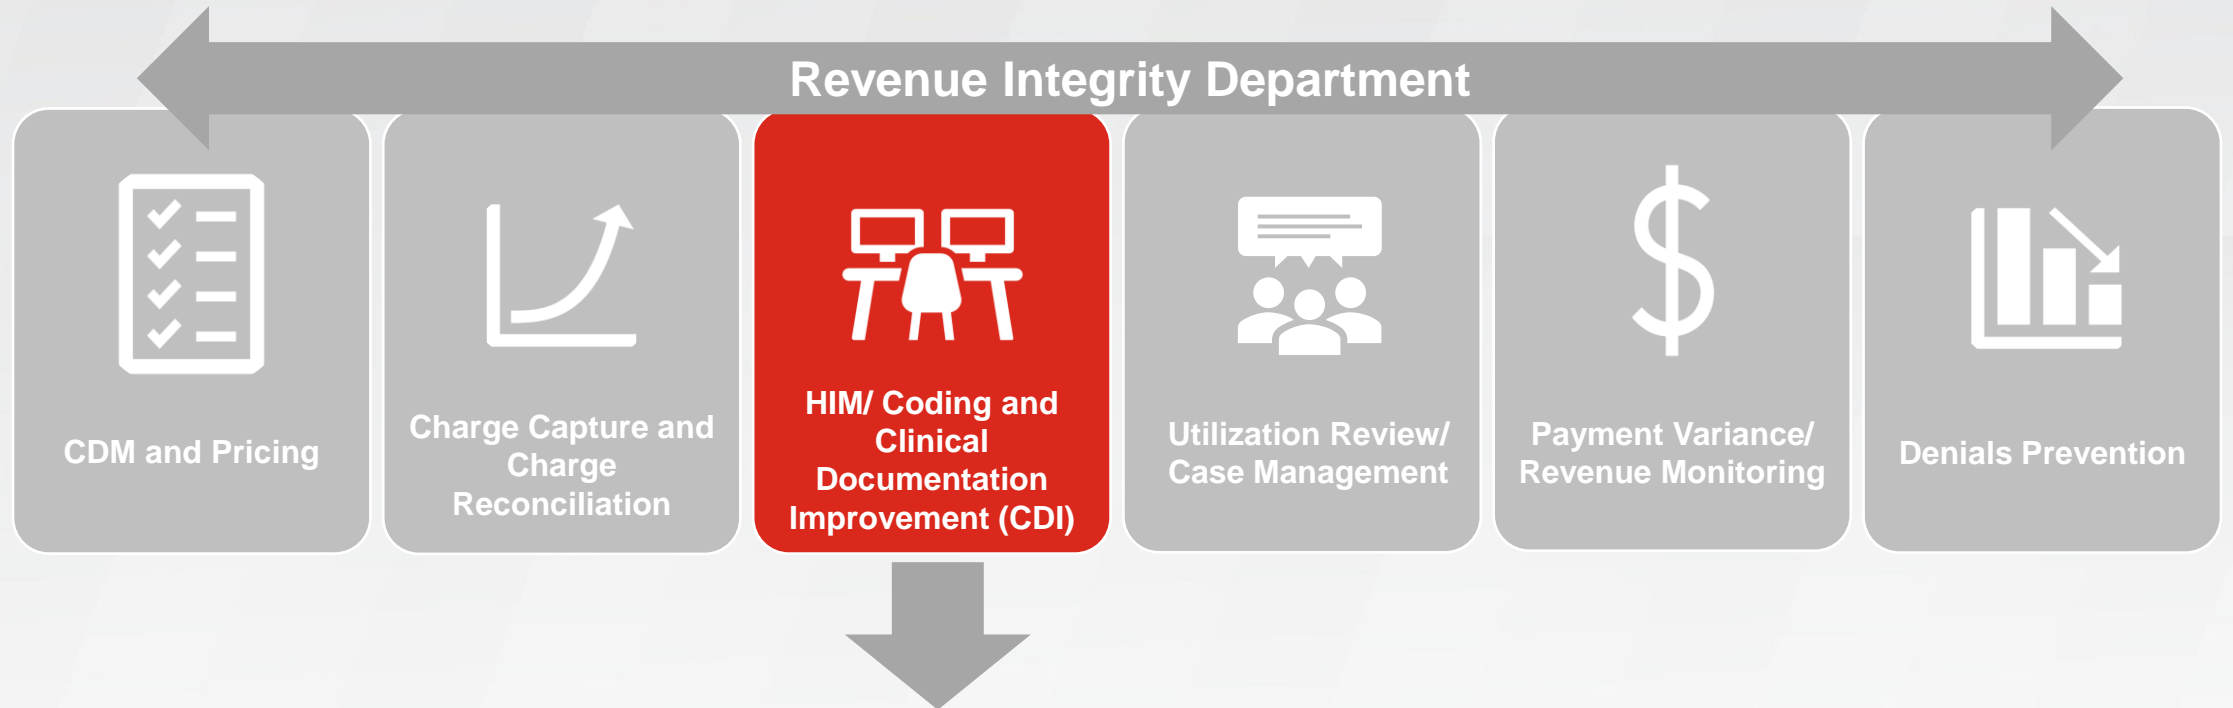 Revenue Integrity Department
CDM and Pricing
Charge Capture and
Charge
Reconciliation
HIM/ Coding and
Clinical
Documentation
Improvement (CDI)
Utilization Review/
Case Management
Payment Variance/
Revenue Monitoring
Denials Prevention